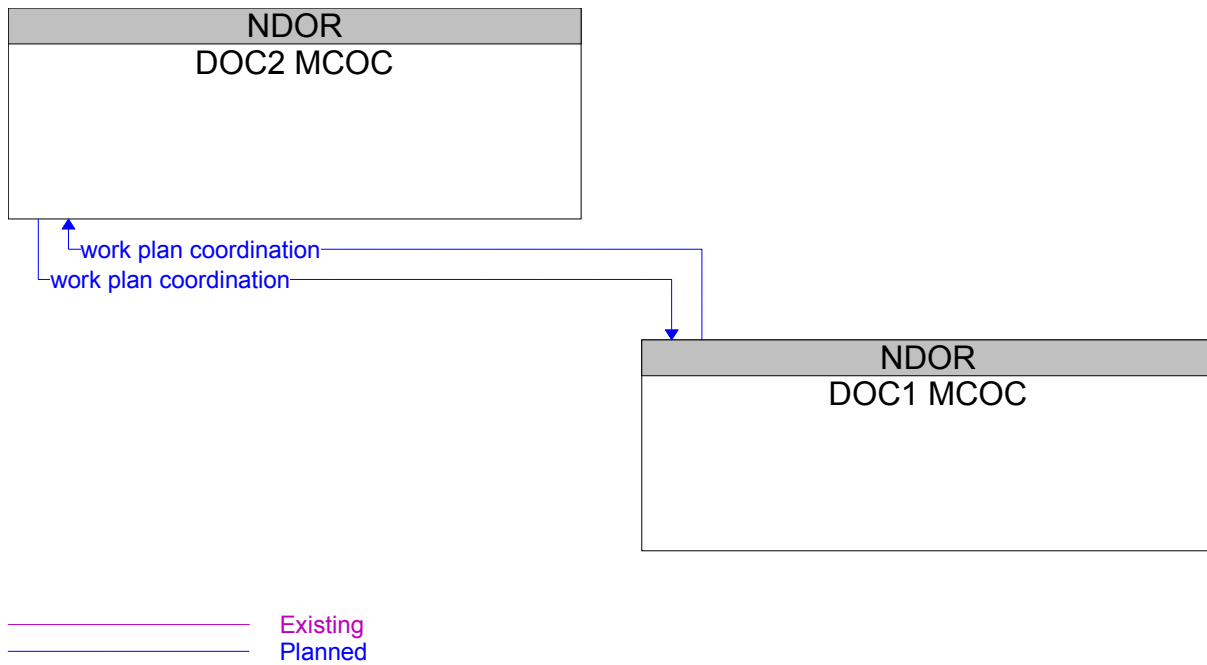 NDOR
DOC2 MCOC
work plan coordination
work plan coordination
NDOR
DOC1 MCOC
Existing
Planned